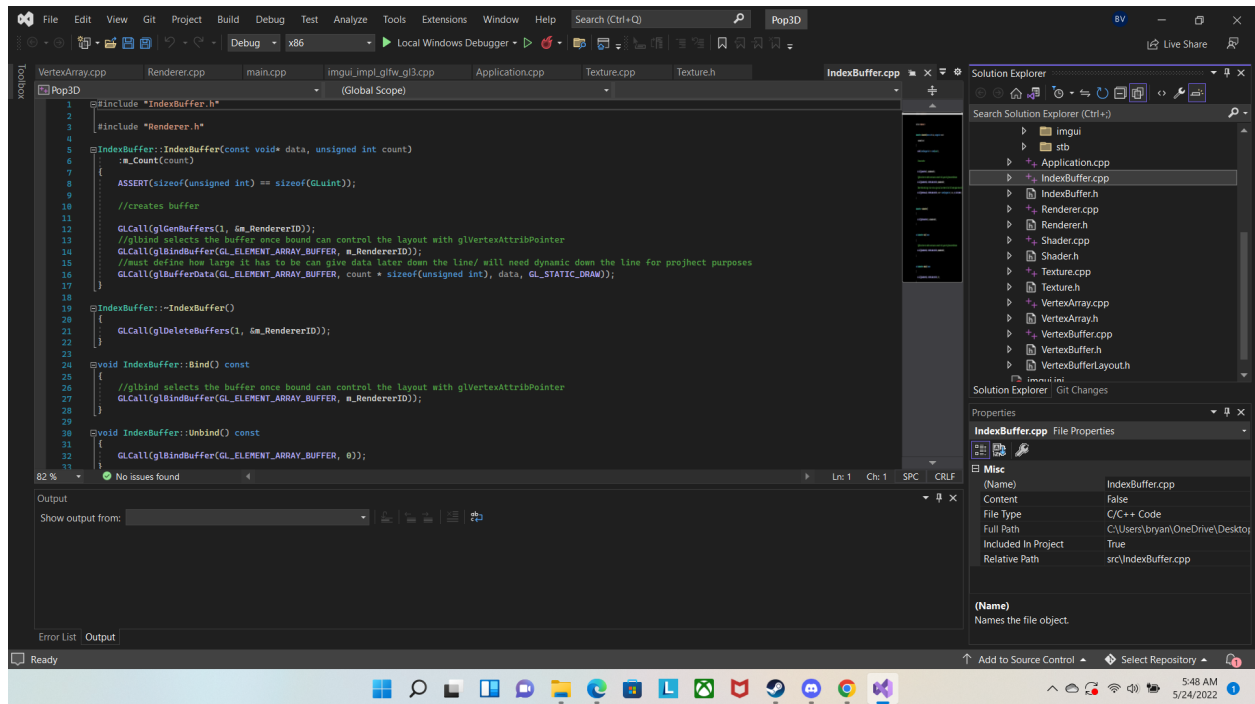 File Edit View Git Project Build Debug Test Analyze Tools Extensions Window Help Search (Ctrl+Q) Pop3D BV
Debug x86 Local Windows Debugger Live Share
Toolbox
VertexArray.cpp Renderer.cpp main.cpp imgui_impl_glfw_gl3.cpp Application.cpp Texture.cpp Texture.h IndexBuffer.cpp
Pop3D (Global Scope)
1 #include "IndexBuffer.h"
2
3 #include "Renderer.h"
4
5 IndexBuffer::IndexBuffer(const void* data, unsigned int count)
6 :m_Count(count)
7 {
8 ASSERT(sizeof(unsigned int) == sizeof(GLuint));
9
10 //creates buffer
11
12 GLCall(glGenBuffers(1, &m_RendererID));
13 //glbind selects the buffer once bound can control the layout with glVertexAttribPointer
14 GLCall(glBindBuffer(GL_ELEMENT_ARRAY_BUFFER, m_RendererID));
15 //must define how large it has to be can give data later down the line/ will need dynamic down the line for projhect purposes
16 GLCall(glBufferData(GL_ELEMENT_ARRAY_BUFFER, count * sizeof(unsigned int), data, GL_STATIC_DRAW));
17 }
18
19 IndexBuffer::~IndexBuffer()
20 {
21 GLCall(glDeleteBuffers(1, &m_RendererID));
22 }
23
24 void IndexBuffer::Bind() const
25 {
26 //glbind selects the buffer once bound can control the layout with glVertexAttribPointer
27 GLCall(glBindBuffer(GL_ELEMENT_ARRAY_BUFFER, m_RendererID));
28 }
29
30 void IndexBuffer::Unbind() const
31 {
32 GLCall(glBindBuffer(GL_ELEMENT_ARRAY_BUFFER, 0));
33 }
82 % No issues found Ln: 1 Ch: 1 SPC CRLF
Output
Show output from:
Error List Output
Solution Explorer
Search Solution Explorer (Ctrl+;)
imgui
stb
Application.cpp
IndexBuffer.cpp
IndexBuffer.h
Renderer.cpp
Renderer.h
Shader.cpp
Shader.h
Texture.cpp
Texture.h
VertexArray.cpp
VertexArray.h
VertexBuffer.cpp
VertexBuffer.h
VertexBufferLayout.h
imgui.ini
Solution Explorer Git Changes
Properties
IndexBuffer.cpp File Properties
Misc
(Name) IndexBuffer.cpp
Content False
File Type C/C++ Code
Full Path C:\Users\bryan\OneDrive\Desktop
Included In Project True
Relative Path src\IndexBuffer.cpp
(Name)
Names the file object.
Ready Add to Source Control Select Repository 1
L 5:48 AM 1
5/24/2022